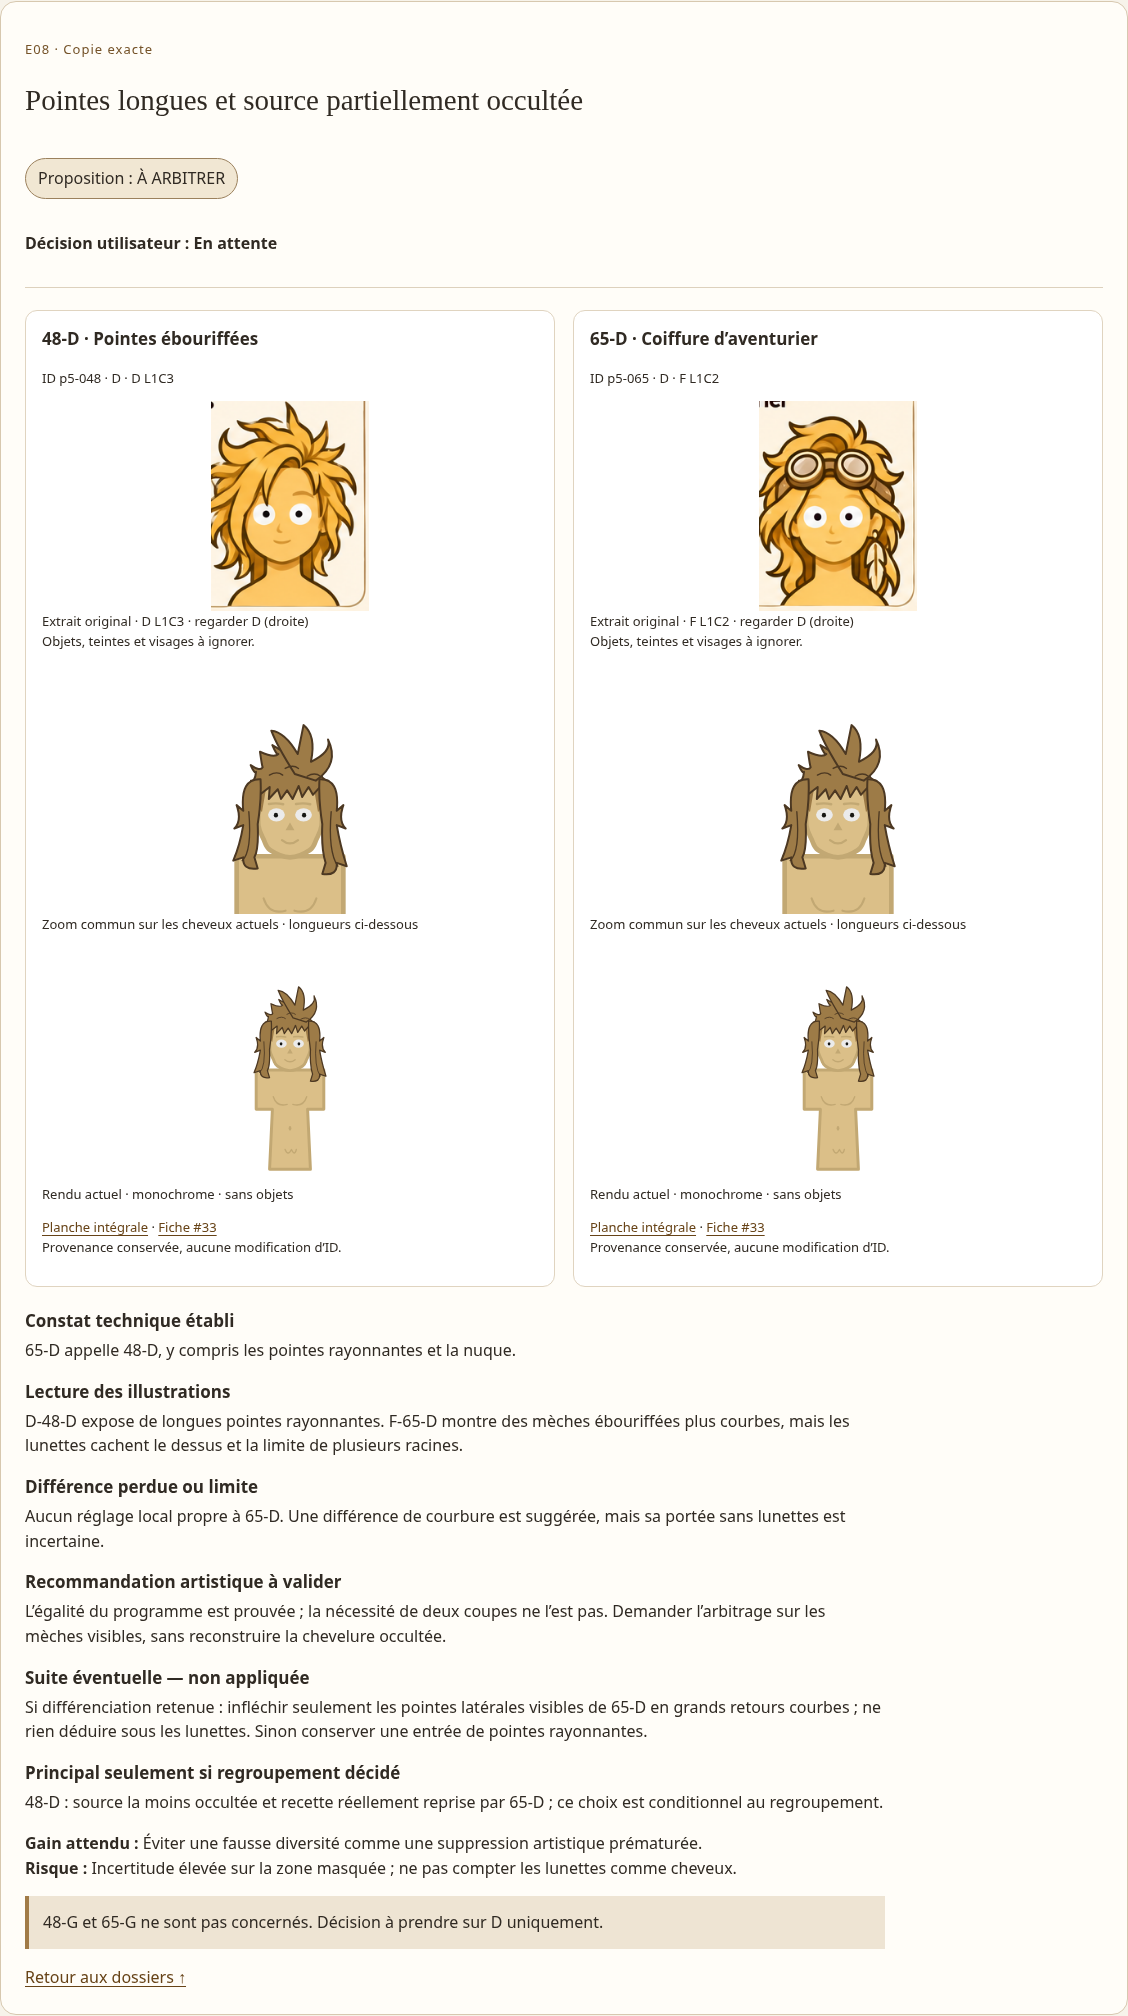 E08 · Copie exacte
Pointes longues et source partiellement occultée
Proposition : À ARBITRER
Décision utilisateur : En attente
48-D · Pointes ébouriffées
ID p5-048 · D · D L1C3
Extrait original · D L1C3 · regarder D (droite)
Objets, teintes et visages à ignorer.
Zoom commun sur les cheveux actuels · longueurs ci-dessous
Rendu actuel · monochrome · sans objets
Planche intégrale · Fiche #33
Provenance conservée, aucune modification d’ID.
65-D · Coiffure d’aventurier
ID p5-065 · D · F L1C2
Extrait original · F L1C2 · regarder D (droite)
Objets, teintes et visages à ignorer.
Zoom commun sur les cheveux actuels · longueurs ci-dessous
Rendu actuel · monochrome · sans objets
Planche intégrale · Fiche #33
Provenance conservée, aucune modification d’ID.
Constat technique établi
65-D appelle 48-D, y compris les pointes rayonnantes et la nuque.
Lecture des illustrations
D-48-D expose de longues pointes rayonnantes. F-65-D montre des mèches ébouriffées plus courbes, mais les
lunettes cachent le dessus et la limite de plusieurs racines.
Différence perdue ou limite
Aucun réglage local propre à 65-D. Une différence de courbure est suggérée, mais sa portée sans lunettes est
incertaine.
Recommandation artistique à valider
L’égalité du programme est prouvée ; la nécessité de deux coupes ne l’est pas. Demander l’arbitrage sur les
mèches visibles, sans reconstruire la chevelure occultée.
Suite éventuelle — non appliquée
Si différenciation retenue : infléchir seulement les pointes latérales visibles de 65-D en grands retours courbes ; ne
rien déduire sous les lunettes. Sinon conserver une entrée de pointes rayonnantes.
Principal seulement si regroupement décidé
48-D : source la moins occultée et recette réellement reprise par 65-D ; ce choix est conditionnel au regroupement.
Gain attendu : Éviter une fausse diversité comme une suppression artistique prématurée.
Risque : Incertitude élevée sur la zone masquée ; ne pas compter les lunettes comme cheveux.
48-G et 65-G ne sont pas concernés. Décision à prendre sur D uniquement.
Retour aux dossiers ↑